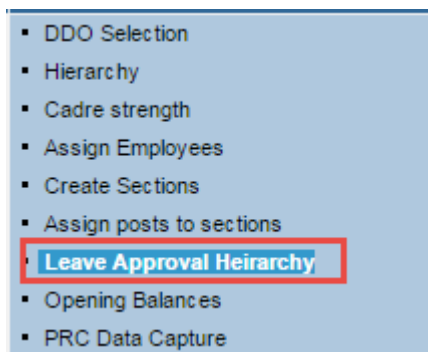 DDO Selection
Hierarchy
Cadre strength
Assign Employees
Create Sections
Assign posts to sections
Leave Approval Heirarchy
Opening Balances
PRC Data Capture